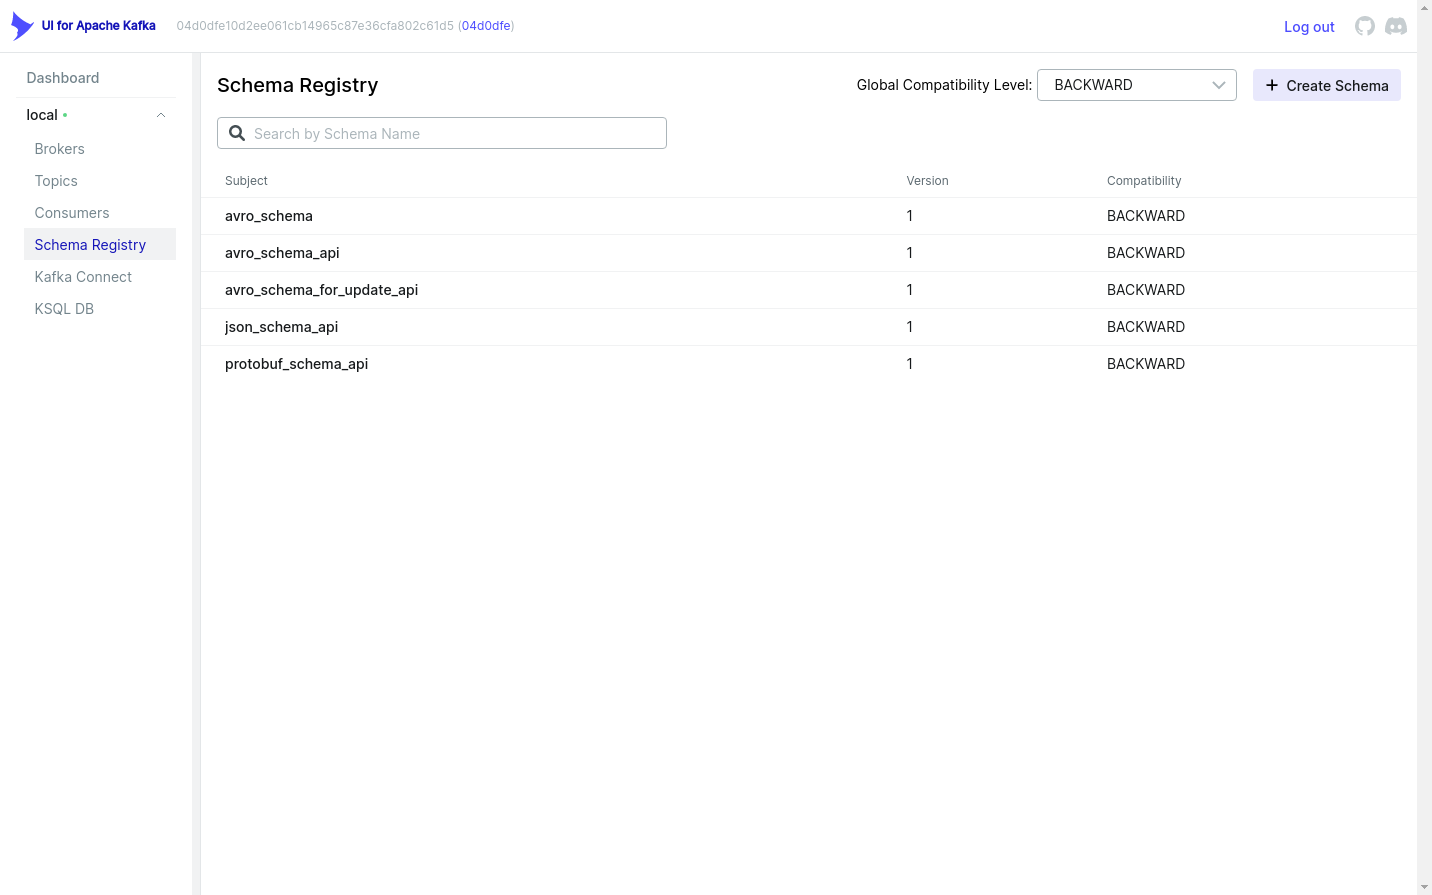 UI for Apache Kafka 04d0dfe10d2ee061cb14965c87e36cfa802c61d5 (04d0dfe) Log out
Dashboard
local
Brokers
Topics
Consumers
Schema Registry
Kafka Connect
KSQL DB
Schema Registry Global Compatibility Level: BACKWARD Create Schema
Search by Schema Name
Subject Version Compatibility
avro_schema 1 BACKWARD
avro_schema_api 1 BACKWARD
avro_schema_for_update_api 1 BACKWARD
json_schema_api 1 BACKWARD
protobuf_schema_api 1 BACKWARD